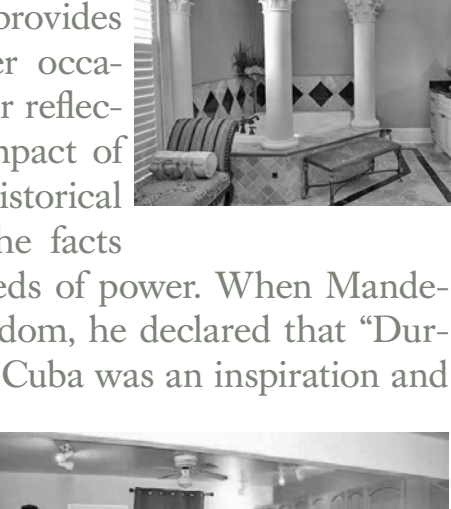 provides
er occa-
r reflec-
mpact of
istorical
he facts
eds of power. When Mande-
dom, he declared that “Dur-
Cuba was an inspiration and